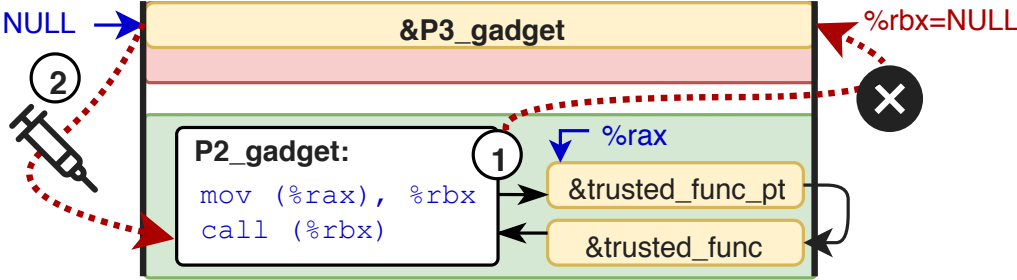 NULL
&P3_gadget
%rbx=NULL
2
1
P2_gadget:
mov (%rax), %rbx
call (%rbx)
%rax
&trusted_func_pt
&trusted_func